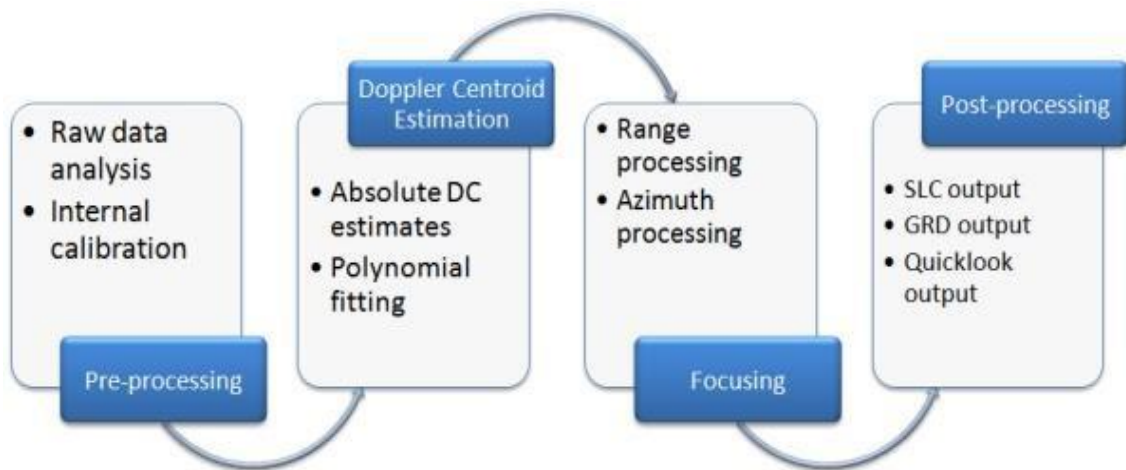 • Raw data
analysis
• Internal
calibration
Pre-processing
Doppler Centroid
Estimation
• Absolute DC
estimates
• Polynomial
fitting
• Range
processing
• Azimuth
processing
Focusing
Post-processing
• SLC output
• GRD output
• Quicklook
output